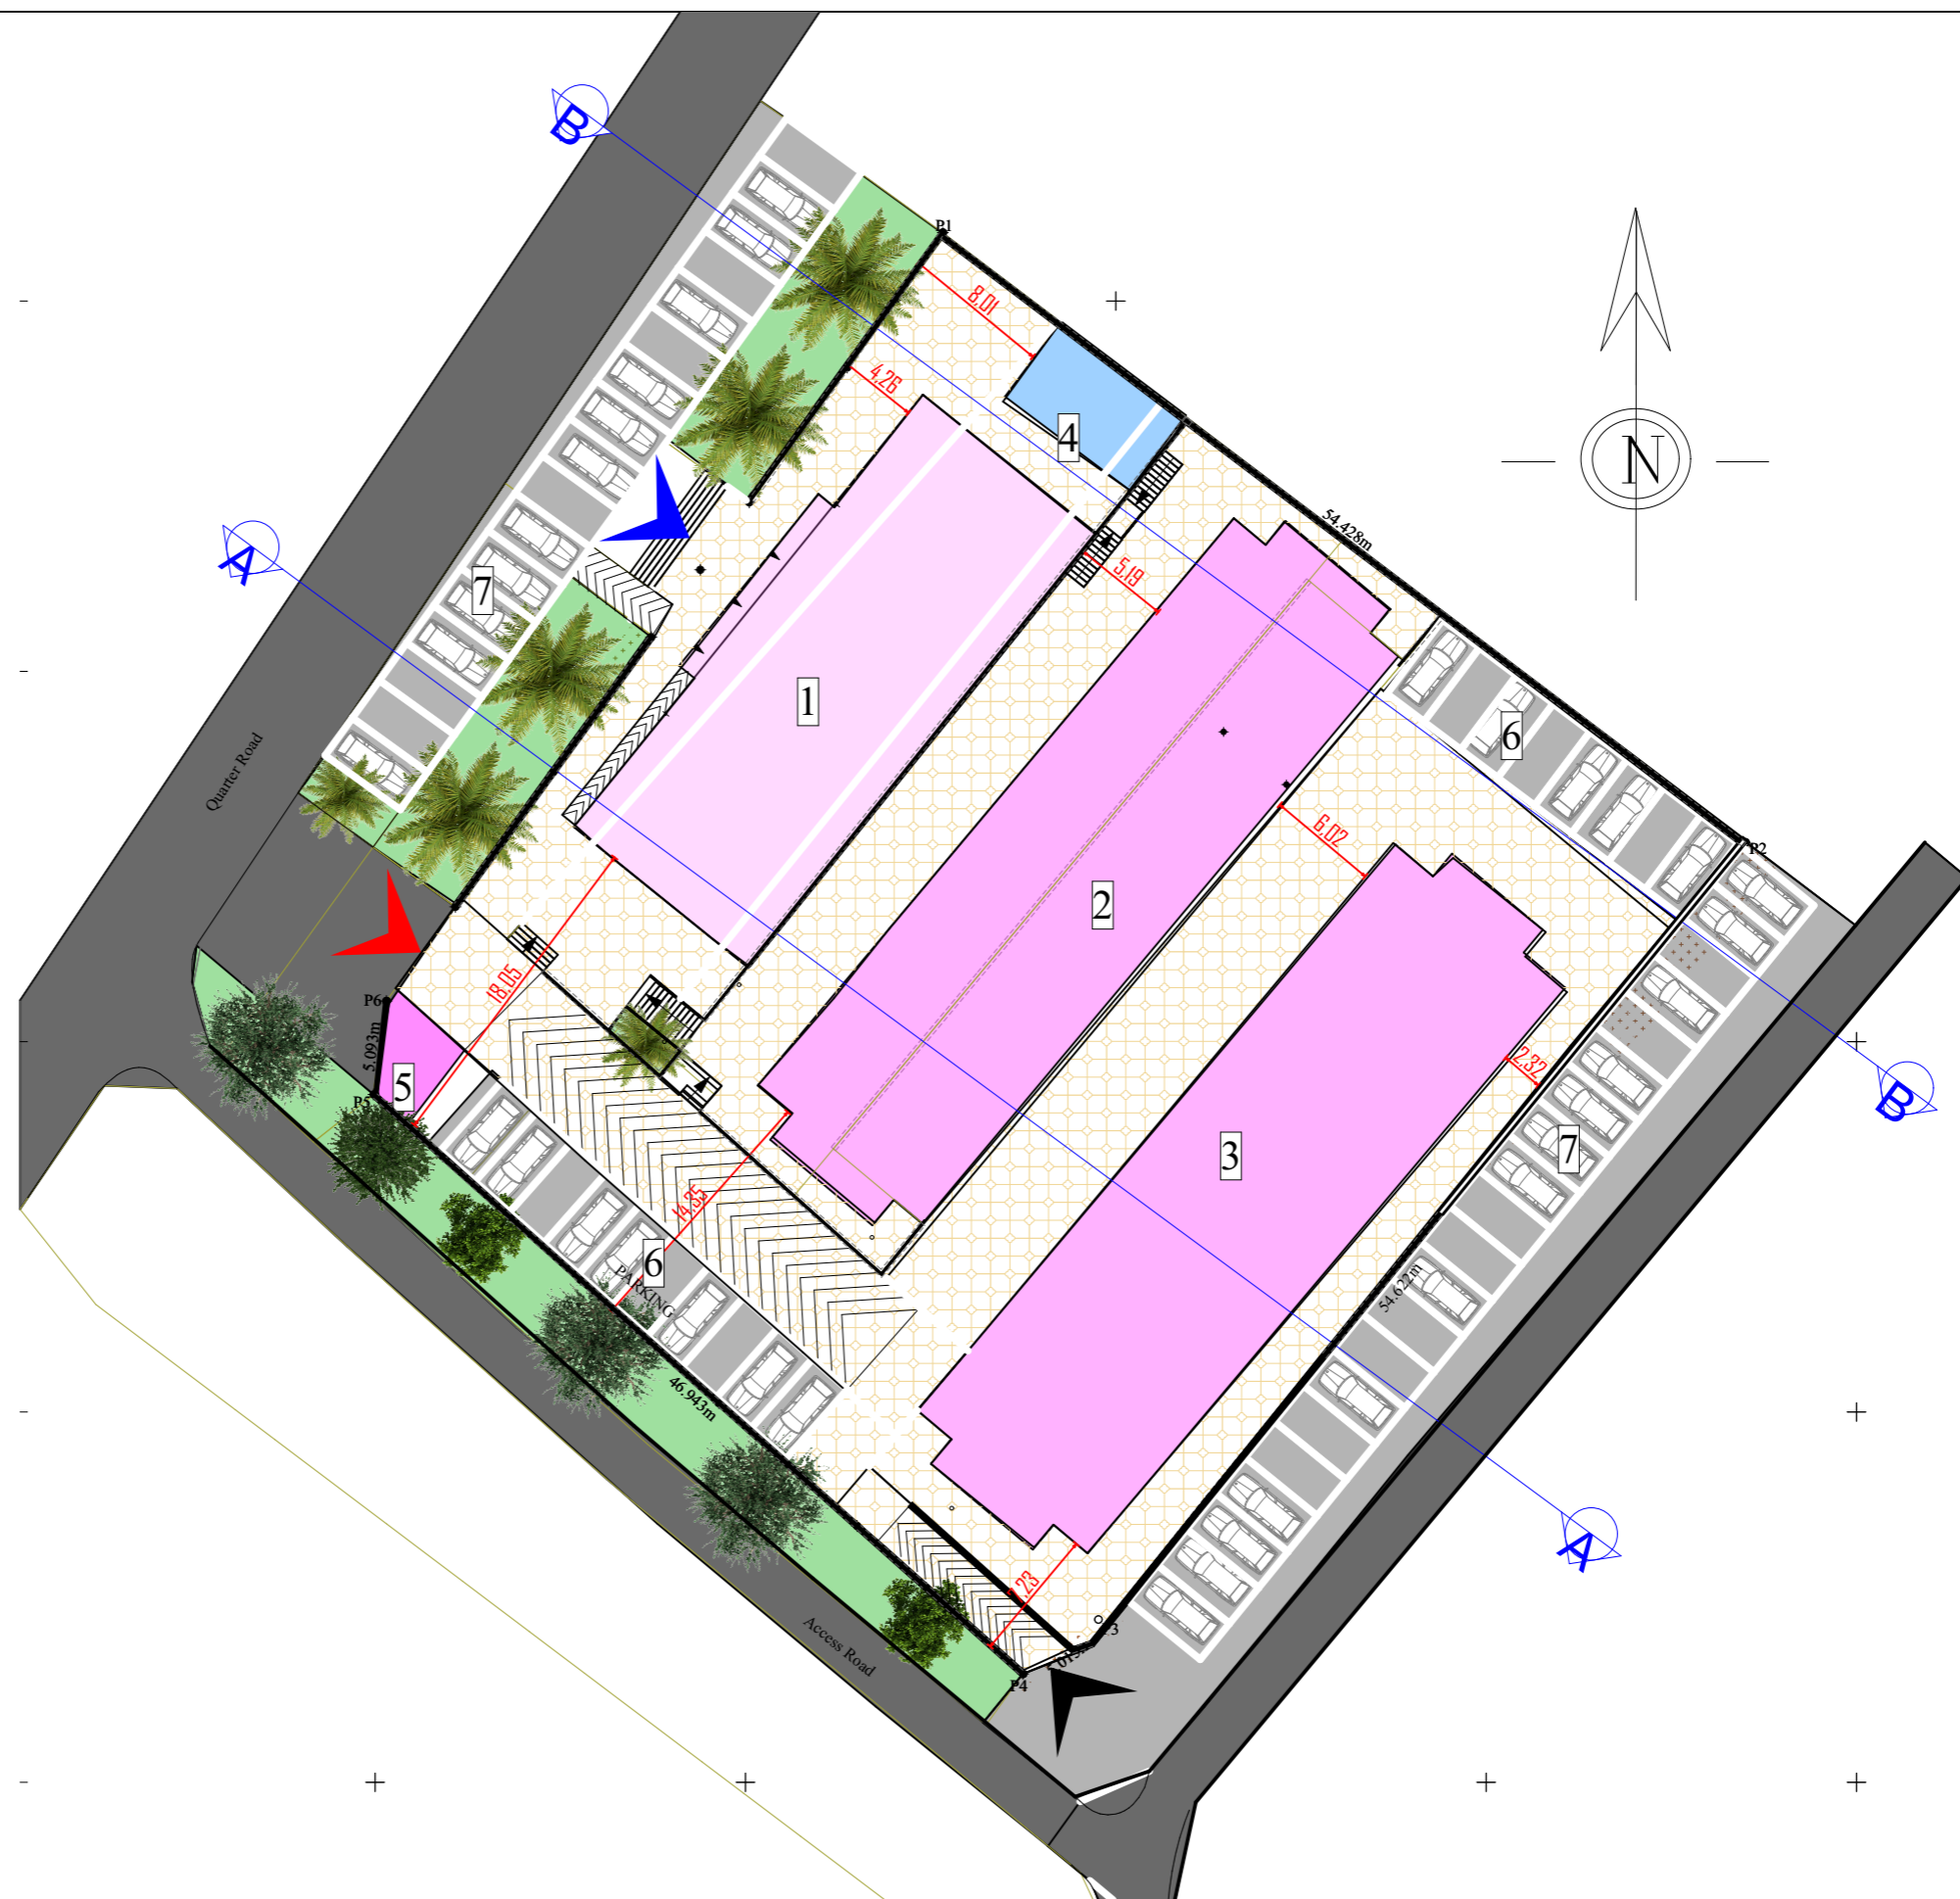 B
P1
8,01
4,26
4
N
54.428m
A
5,19
7
1
6
Quarter Road
6,02
P2
2
18,05
P6
5.093m
P5
5
2,32
B
7
3
14,35
6
PARKING
54.622m
46.943m
A
Access Road
P4